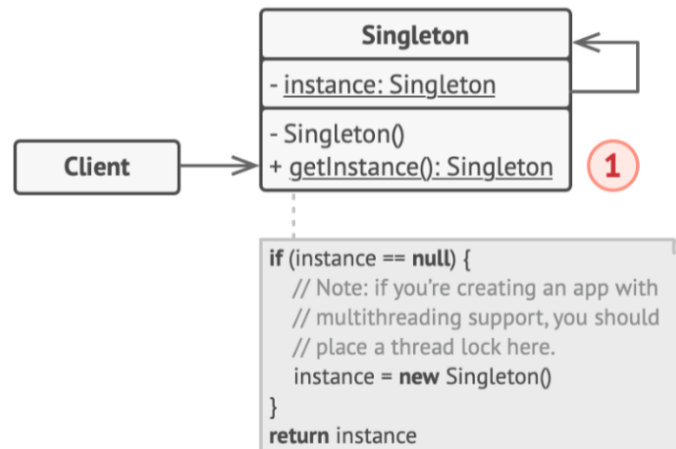 Singleton
- instance: Singleton
- Singleton()
+ getInstance(): Singleton
Client
1
if (instance == null) {
// Note: if you're creating an app with
// multithreading support, you should
// place a thread lock here.
instance = new Singleton()
}
return instance